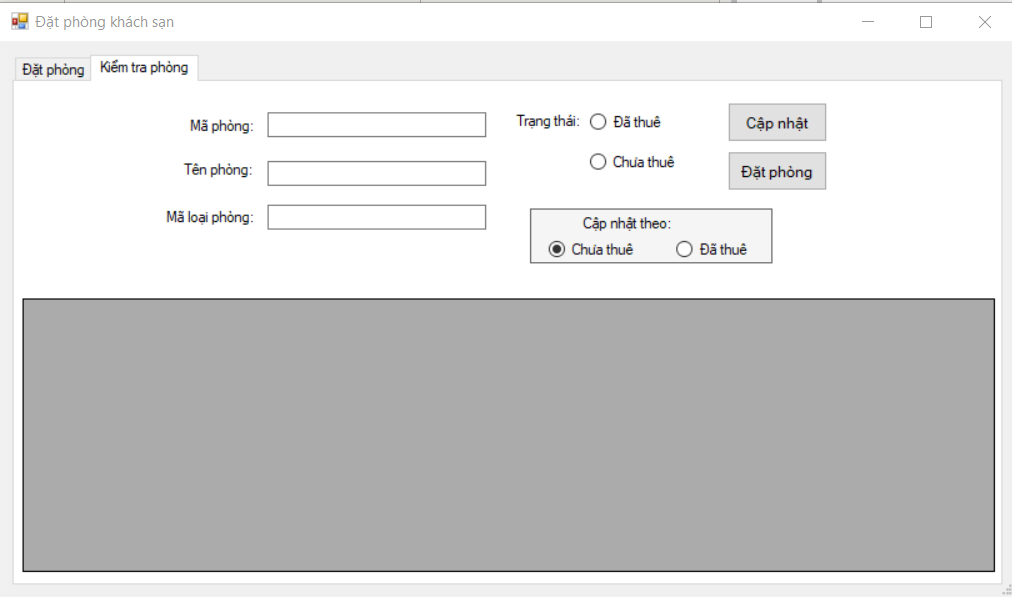 Đặt phòng khách sạn
Đặt phòng
Kiểm tra phòng
Mã phòng:
Tên phòng:
Mã loại phòng:
Trạng thái:
Đã thuê
Chưa thuê
Cập nhật
Đặt phòng
Cập nhật theo:
Chưa thuê
Đã thuê